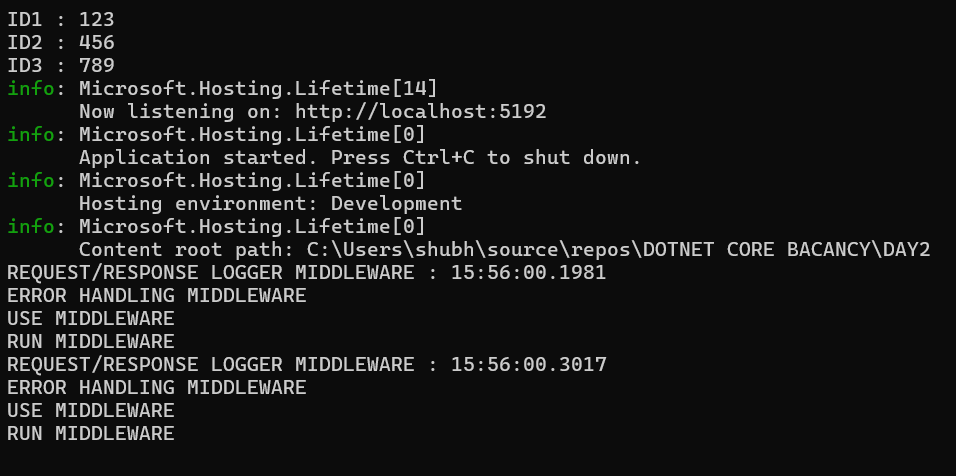 ID1 : 123
ID2 : 456
ID3 : 789
info: Microsoft.Hosting.Lifetime[14]
      Now listening on: http://localhost:5192
info: Microsoft.Hosting.Lifetime[0]
      Application started. Press Ctrl+C to shut down.
info: Microsoft.Hosting.Lifetime[0]
      Hosting environment: Development
info: Microsoft.Hosting.Lifetime[0]
      Content root path: C:\Users\shubh\source\repos\DOTNET CORE BACANCY\DAY2
REQUEST/RESPONSE LOGGER MIDDLEWARE : 15:56:00.1981
ERROR HANDLING MIDDLEWARE
USE MIDDLEWARE
RUN MIDDLEWARE
REQUEST/RESPONSE LOGGER MIDDLEWARE : 15:56:00.3017
ERROR HANDLING MIDDLEWARE
USE MIDDLEWARE
RUN MIDDLEWARE